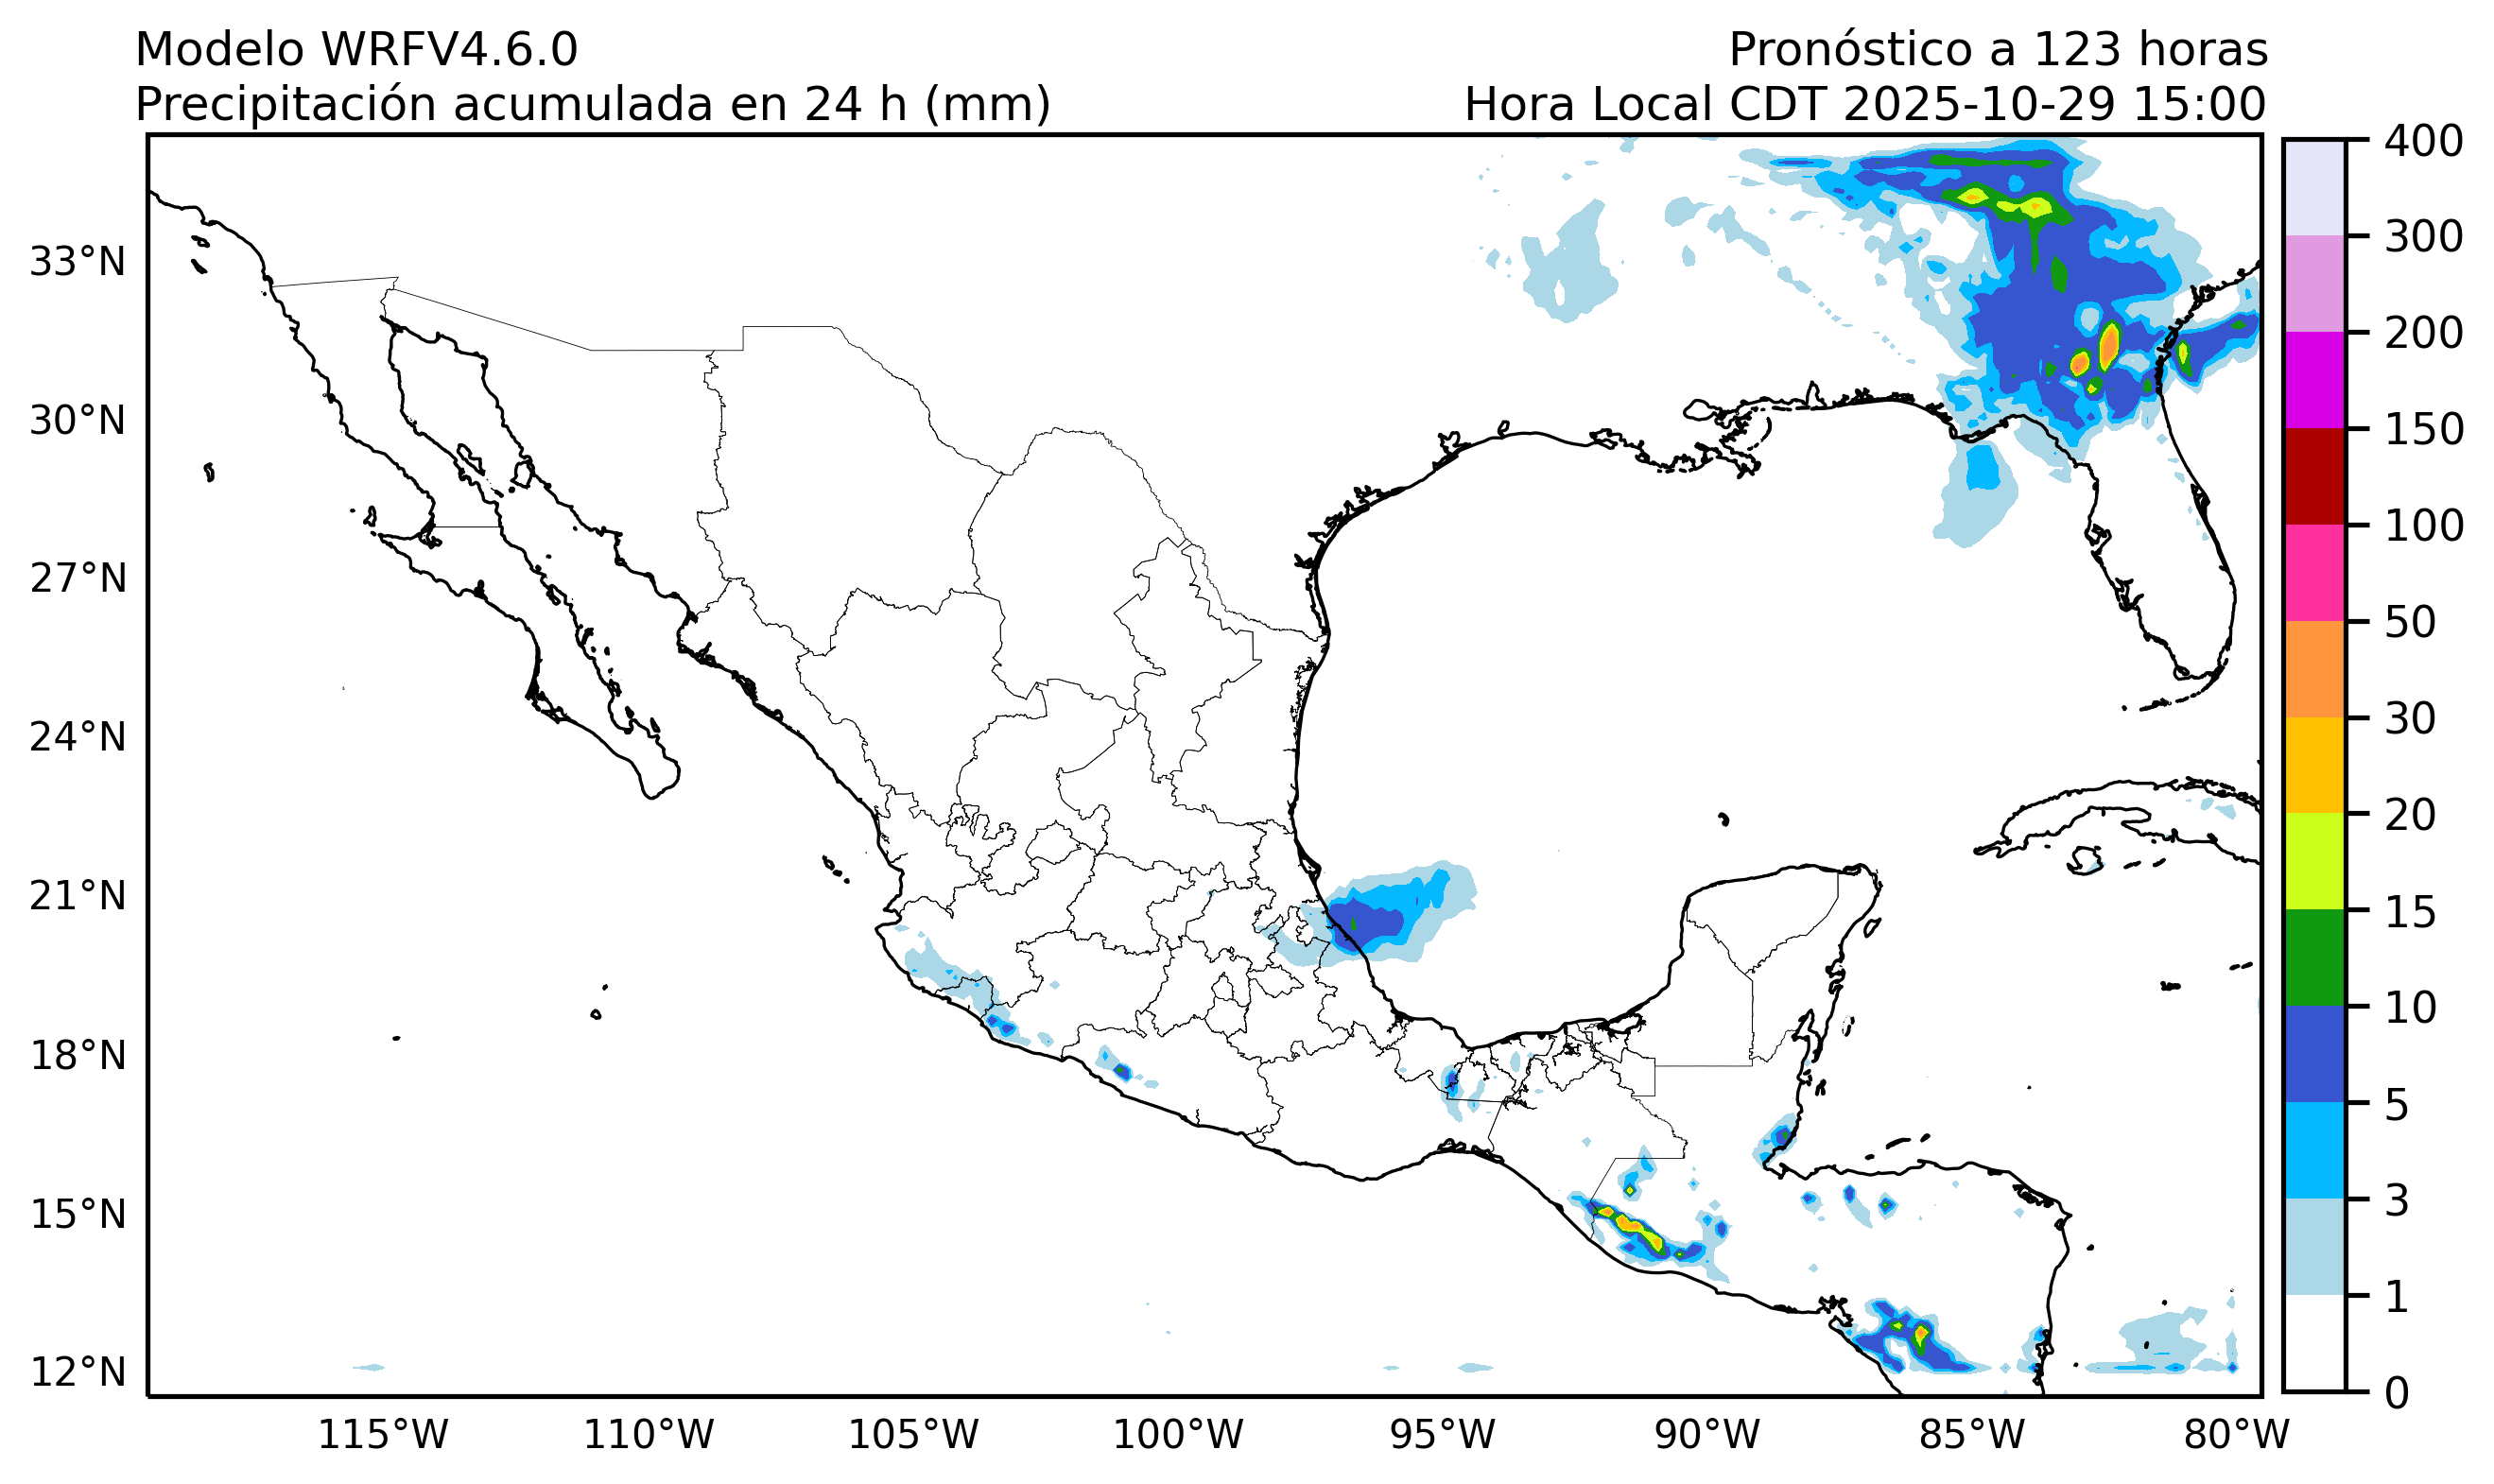 Modelo WRFV4.6.0
Pronóstico a 123 horas
Precipitación acumulada en 24 h (mm)
Hora Local CDT 2025-10-29 15:00
33°N
30°N
27°N
24°N
21°N
18°N
15°N
12°N
115°W
110°W
105°W
100°W
95°W
90°W
85°W
80°W
400
300
200
150
100
50
30
20
15
10
5
3
1
0